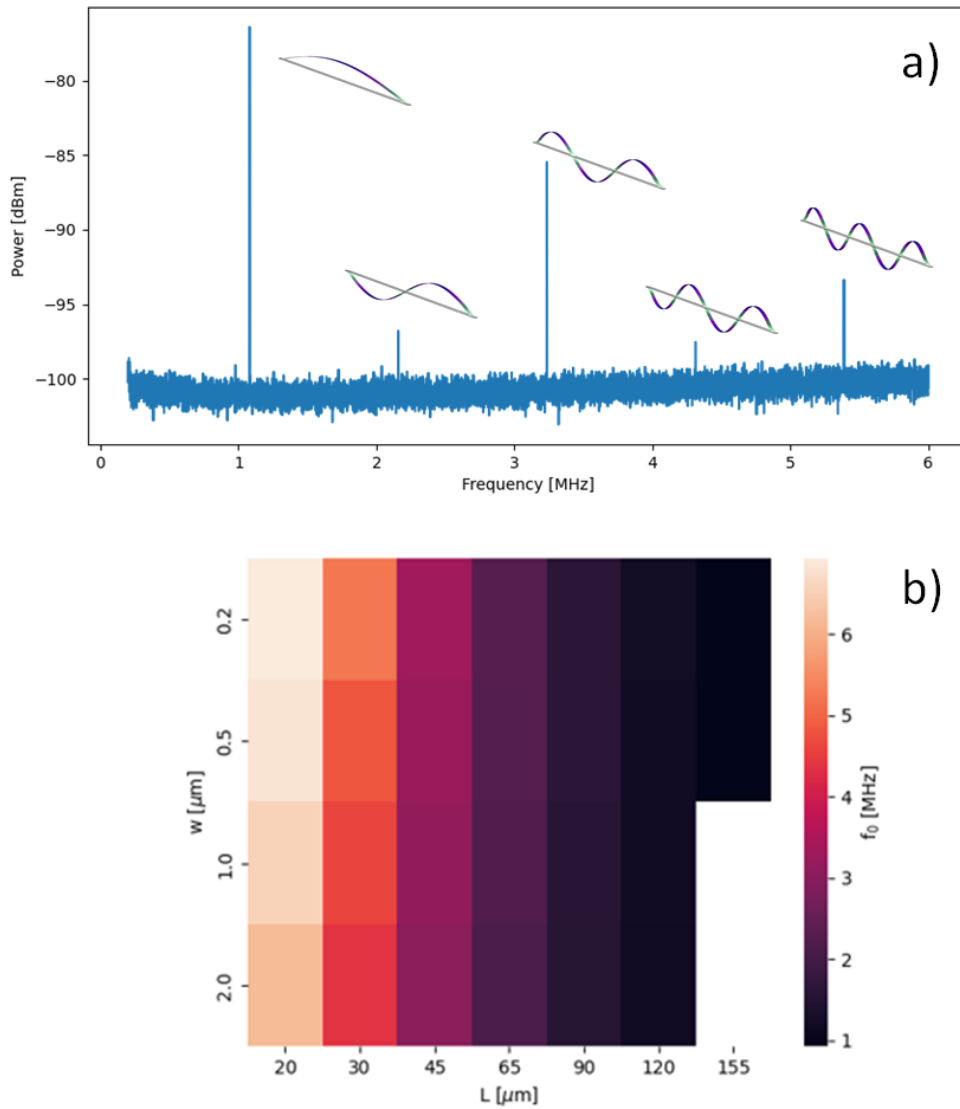 a)
Power [dBm]
−80
−85
−90
−95
−100
0 1 2 3 4 5 6
Frequency [MHz]
b)
w [μm]
0.2
0.5
1.0
2.0
20 30 45 65 90 120 155
L [μm]
6
5
4
3
2
1
f₀ [MHz]